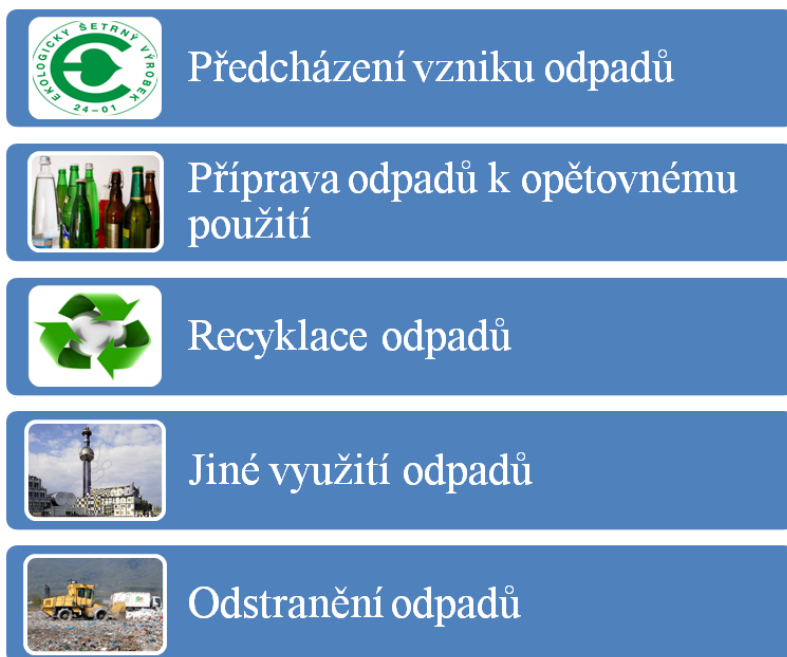 EKOLOGICKY ŠETRNÝ VÝROBEK
24-01
Předcházení vzniku odpadů
Příprava odpadů k opětovnému
použití
Recyklace odpadů
Jiné využití odpadů
Odstranění odpadů